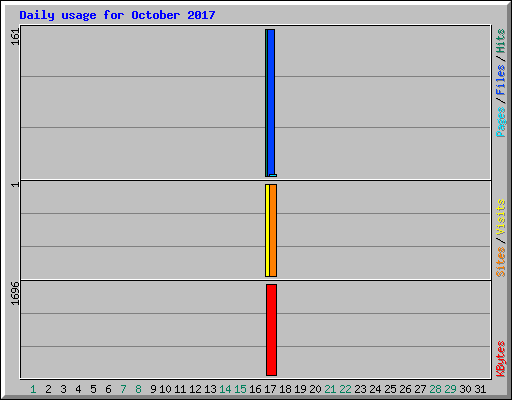 Daily usage for October 2017
161
1
1696
Pages / Files / Hits
Sites / Visits
KBytes
1 2 3 4 5 6 7 8 9 10 11 12 13 14 15 16 17 18 19 20 21 22 23 24 25 26 27 28 29 30 31